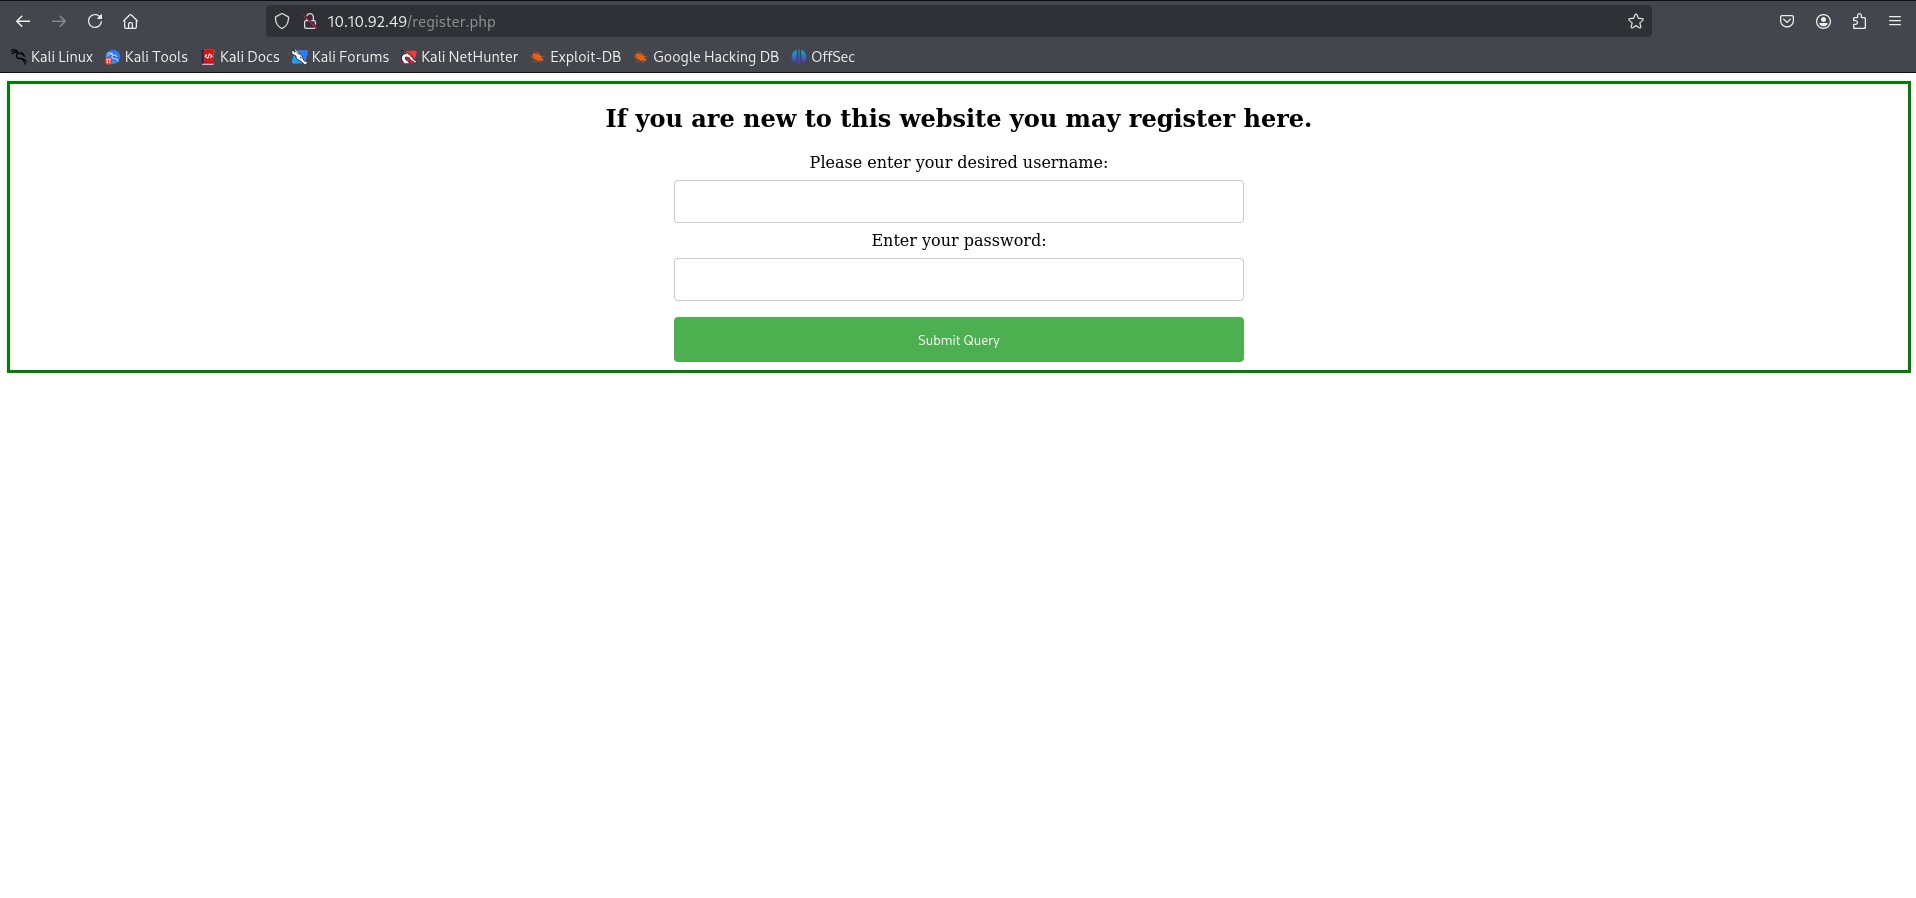 10.10.92.49/register.php
Kali Linux Kali Tools Kali Docs Kali Forums Kali NetHunter Exploit-DB Google Hacking DB OffSec
If you are new to this website you may register here.
Please enter your desired username:
Enter your password:
Submit Query